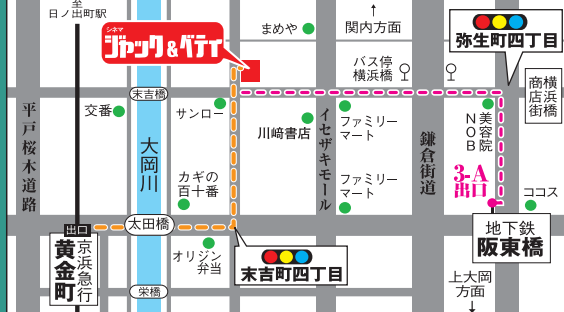 至
日ノ出町駅
シネマ
ジャック&ベティ
まめや
関内方面
弥生町四丁目
バス停
横浜橋
横浜橋
商店街
末吉橋
交番
サンロー
川﨑書店
イセザキモール
ファミリー
マート
美容院
NOB
平戸桜木道路
大岡川
鎌倉街道
カギの
百十番
ファミリー
マート
3-A
出口
ココス
太田橋
出口
京浜急行
黄金町
オリジン
弁当
末吉町四丁目
地下鉄
阪東橋
上大岡
方面
栄橋